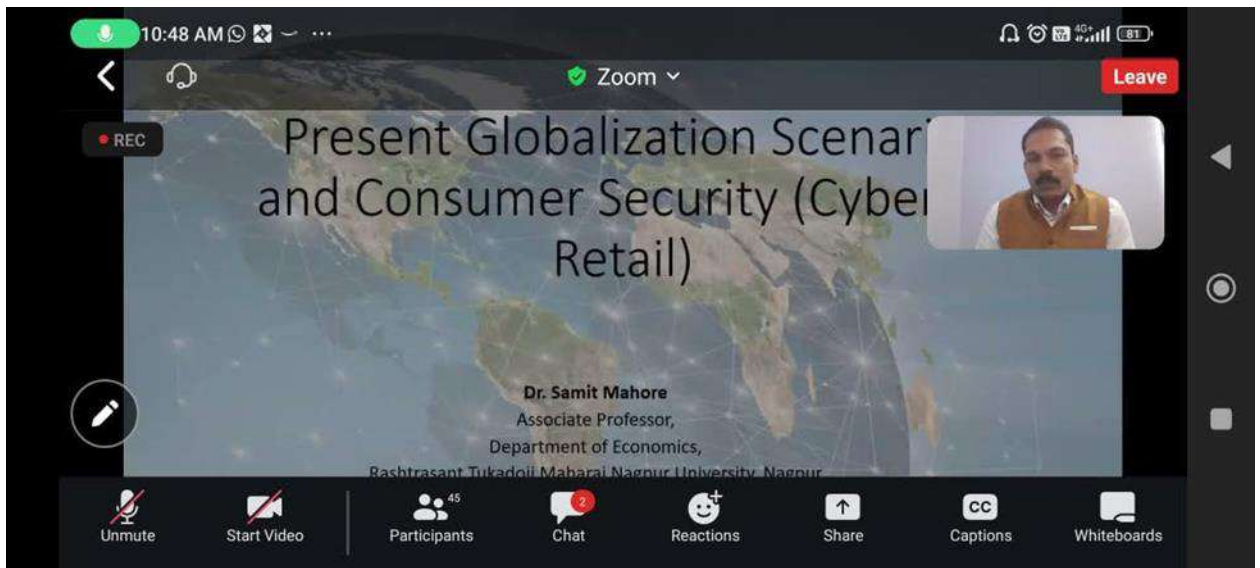 10:48 AM
4G+
81
Zoom
Leave
REC
Present Globalization Scenari
and Consumer Security (Cyber
Retail)
Dr. Samit Mahore
Associate Professor,
Department of Economics,
Rashtrasant Tukadoji Maharaj Nagpur University, Nagpur
45
2
CC
Unmute
Start Video
Participants
Chat
Reactions
Share
Captions
Whiteboards